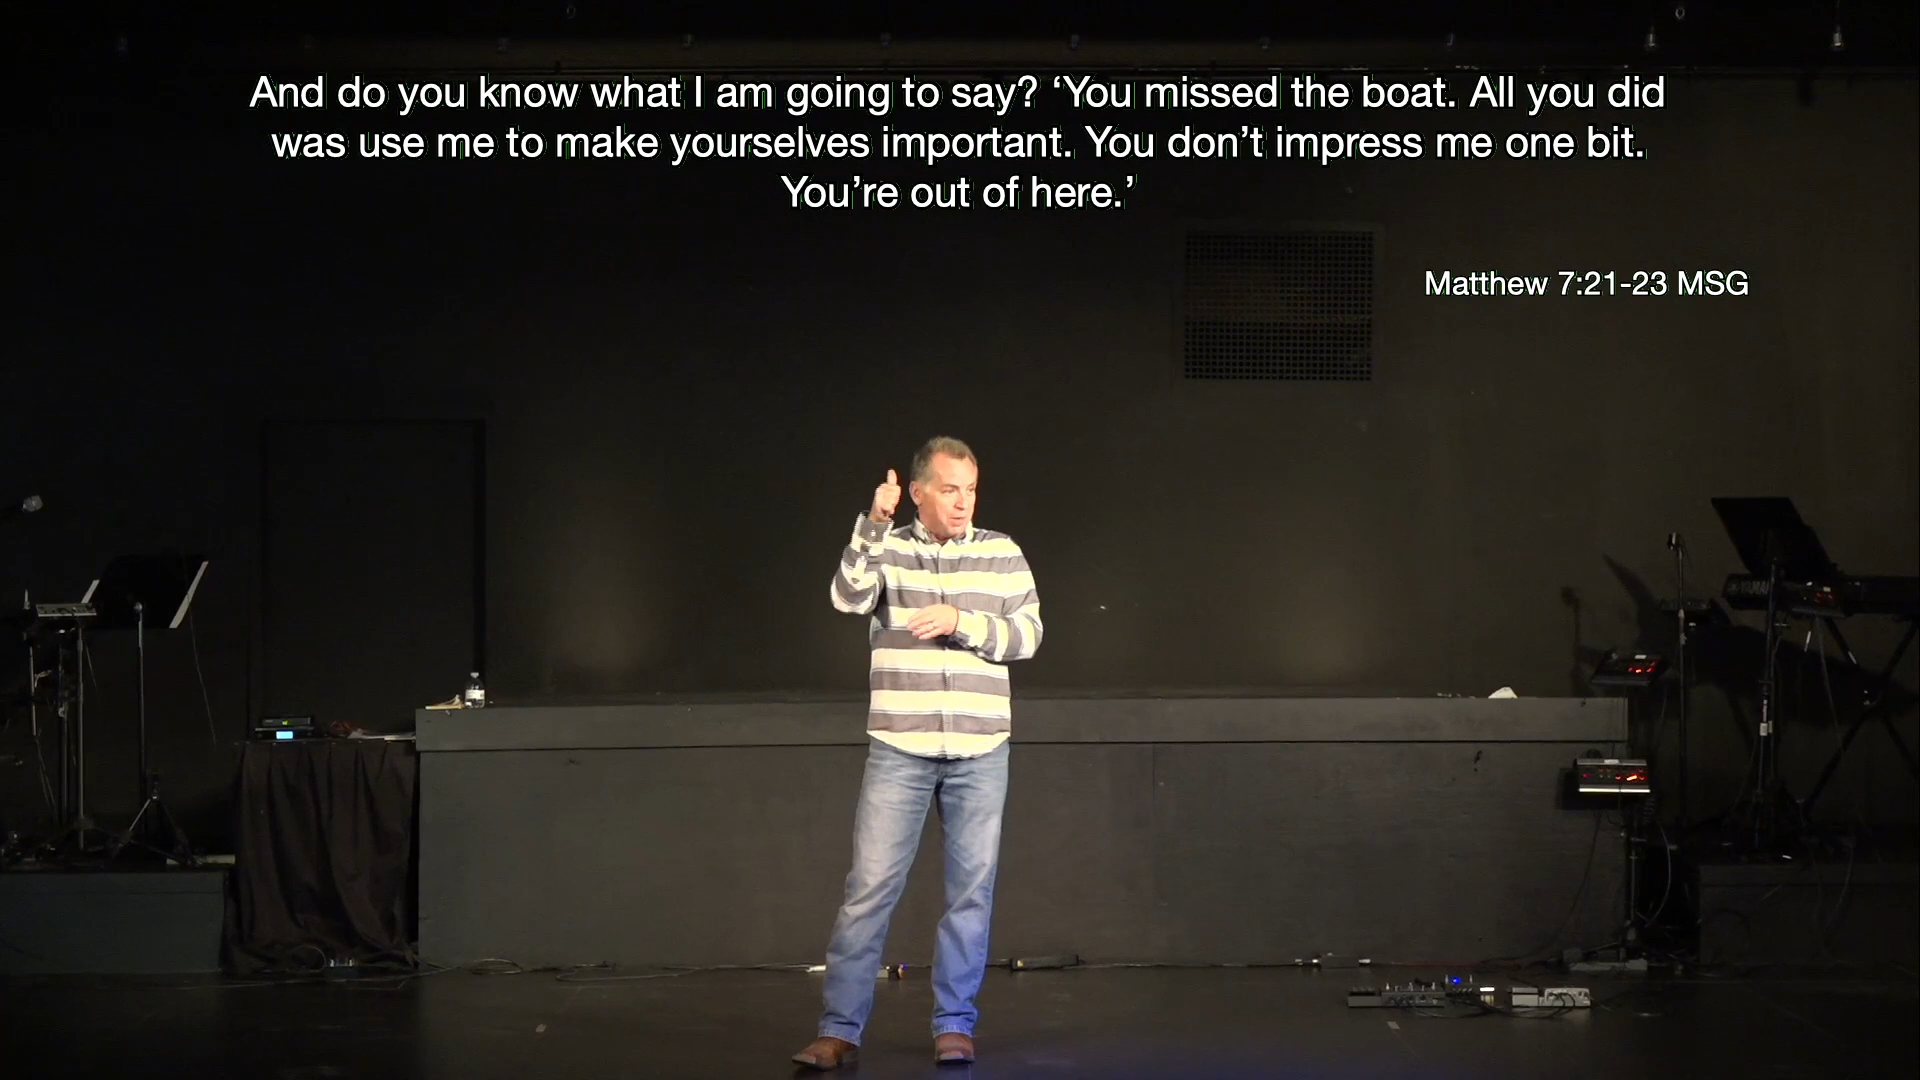 And do you know what I am going to say? ‘You missed the boat. All you did
was use me to make yourselves important. You don’t impress me one bit.
You’re out of here.’
Matthew 7:21-23 MSG